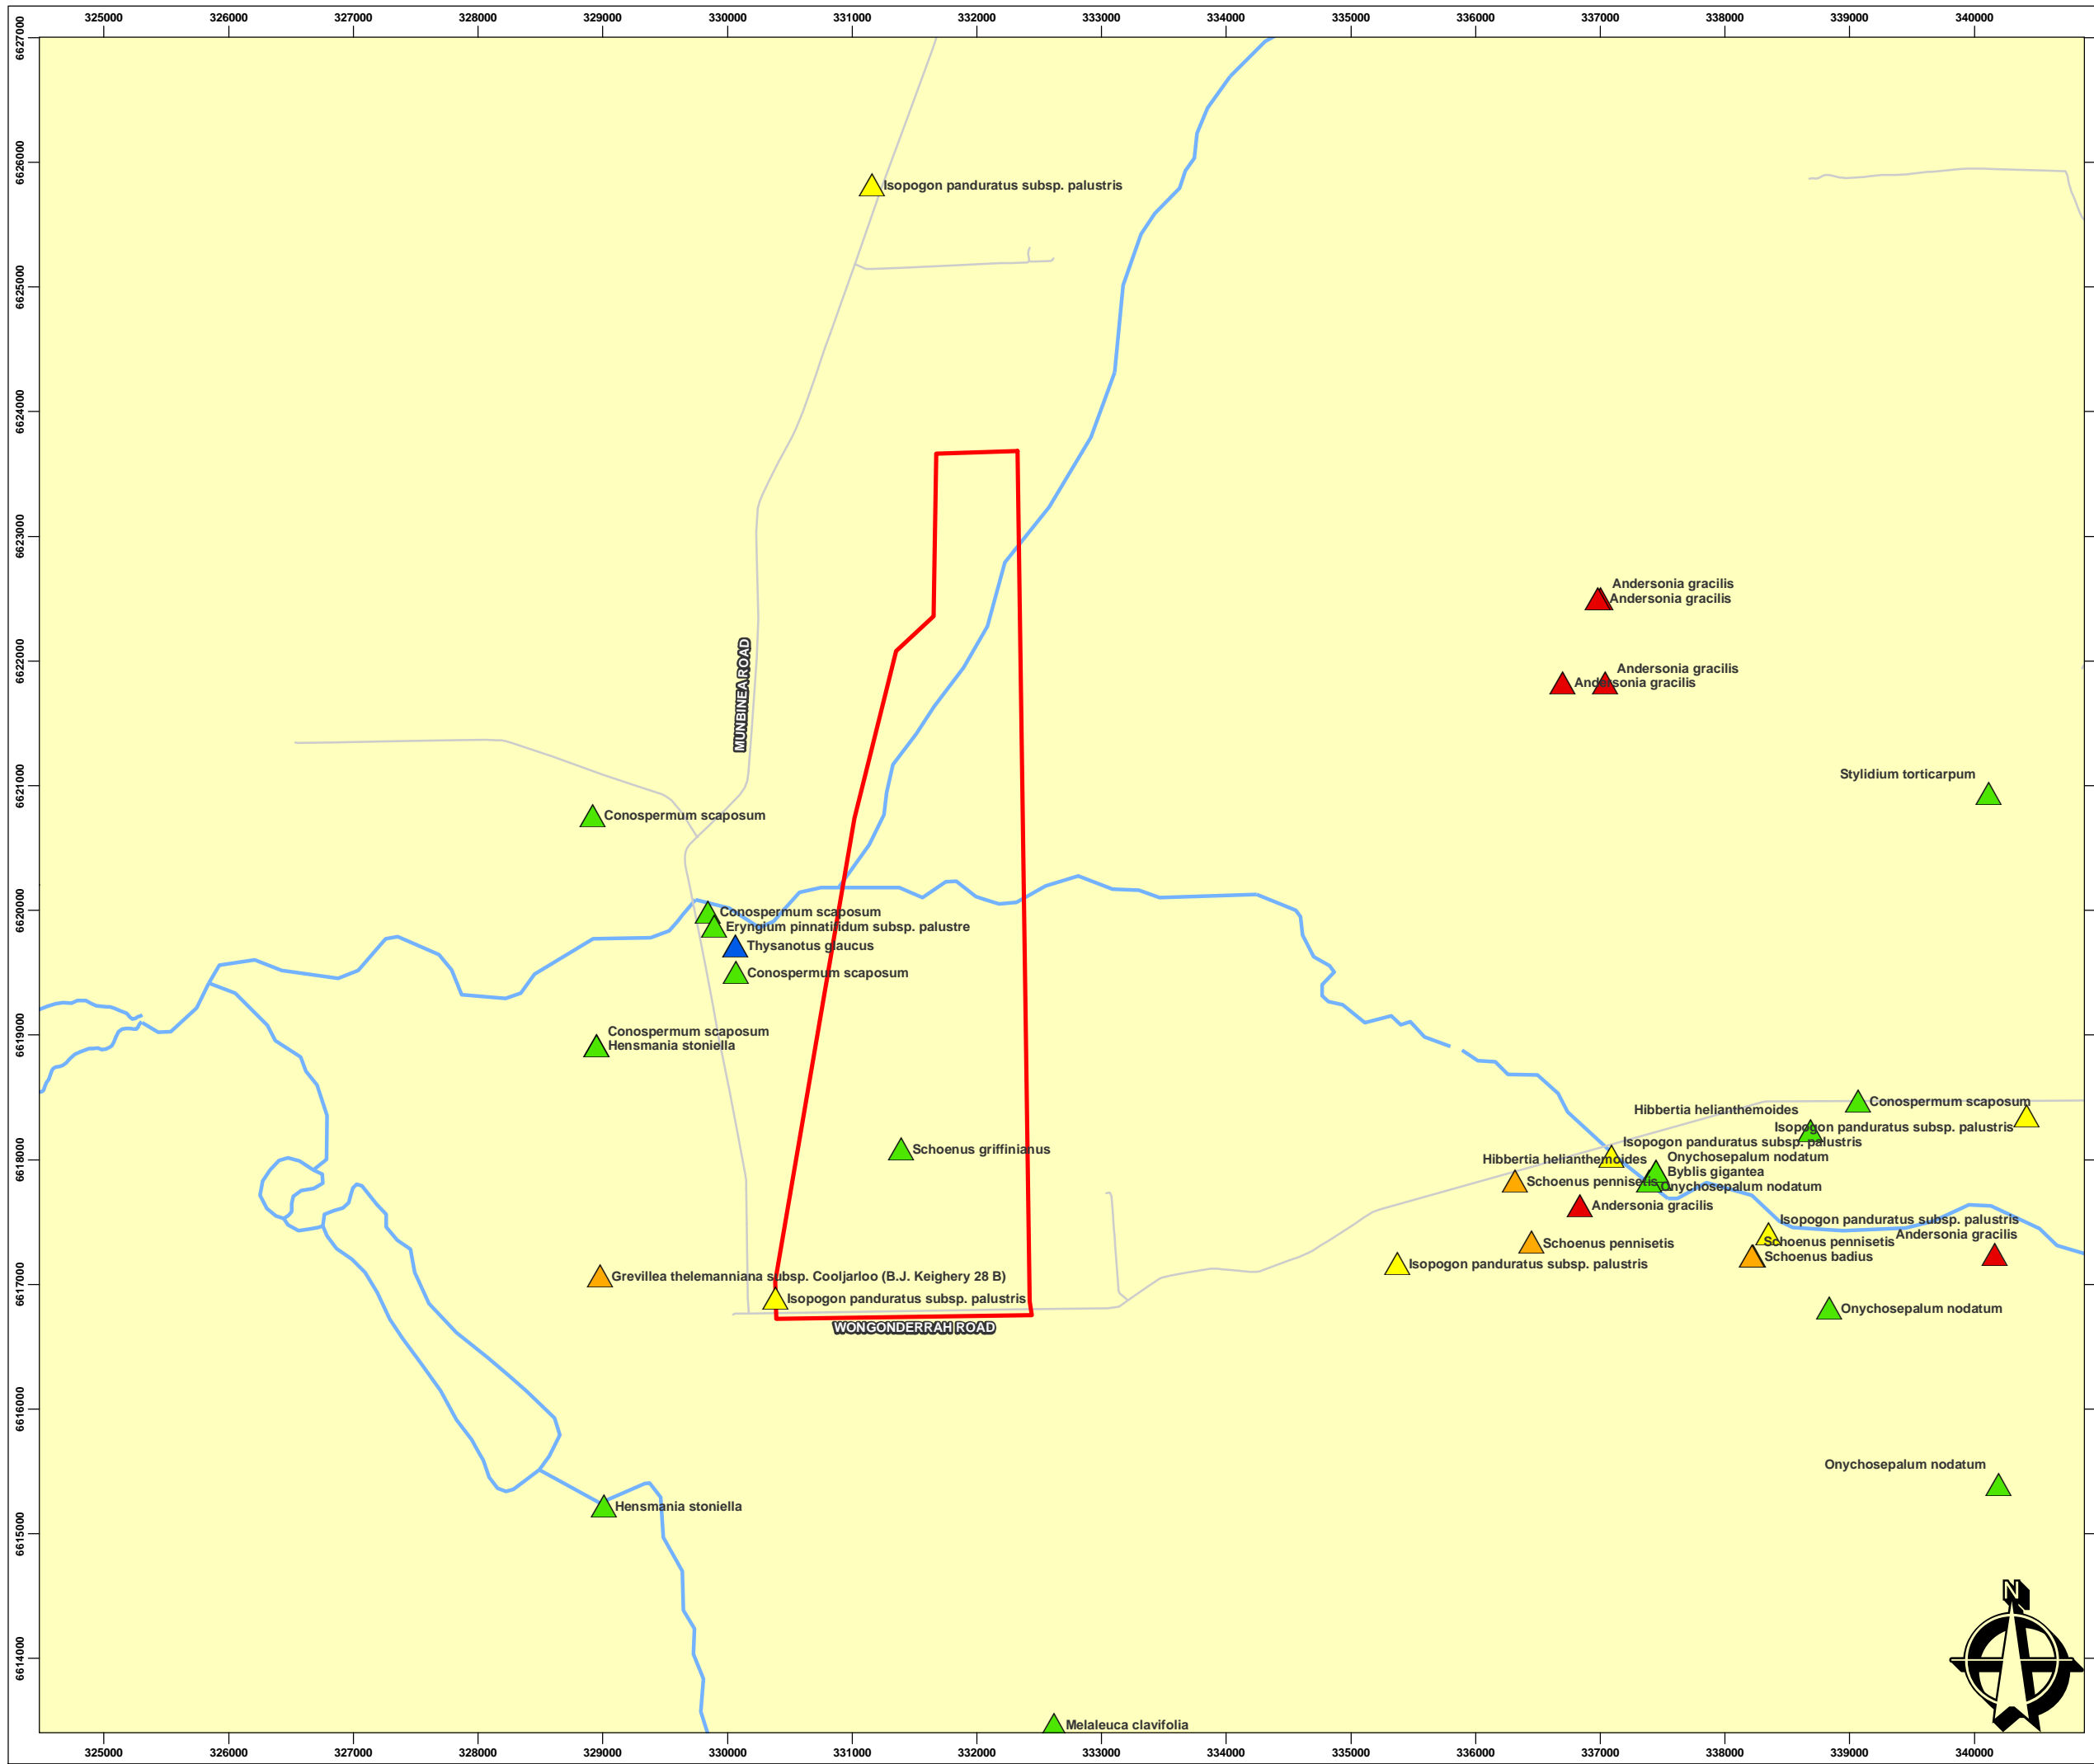 325000 326000 327000 328000 329000 330000 331000 332000 333000 334000 335000 336000 337000 338000 339000 340000
6627000
6626000
6625000
6624000
6623000
6622000
6621000
6620000
6619000
6618000
6617000
6616000
6615000
6614000
Isopogon panduratus subsp. palustris
Andersonia gracilis
Andersonia gracilis
MUNBINEA ROAD
Andersonia gracilis
Andersonia gracilis
Stylidium torticarpum
Conospermum scaposum
Conospermum scaposum
Eryngium pinnatifidum subsp. palustre
Thysanotus glaucus
Conospermum scaposum
Conospermum scaposum
Hensmania stoniella
Conospermum scaposum
Hibbertia helianthemoides
Isopogon panduratus subsp. palustris
Isopogon panduratus subsp. palustris
Schoenus griffinianus
Onychosepalum nodatum
Hibbertia helianthemoides
Byblis gigantea
Schoenus pennisetis
Onychosepalum nodatum
Andersonia gracilis
Isopogon panduratus subsp. palustris
Andersonia gracilis
Schoenus pennisetis
Schoenus pennisetis
Schoenus badius
Isopogon panduratus subsp. palustris
Grevillea thelemanniana subsp. Cooljarloo (B.J. Keighery 28 B)
Isopogon panduratus subsp. palustris
Onychosepalum nodatum
WONGONDERRAH ROAD
Onychosepalum nodatum
Hensmania stoniella
N
Melaleuca clavifolia
325000 326000 327000 328000 329000 330000 331000 332000 333000 334000 335000 336000 337000 338000 339000 340000